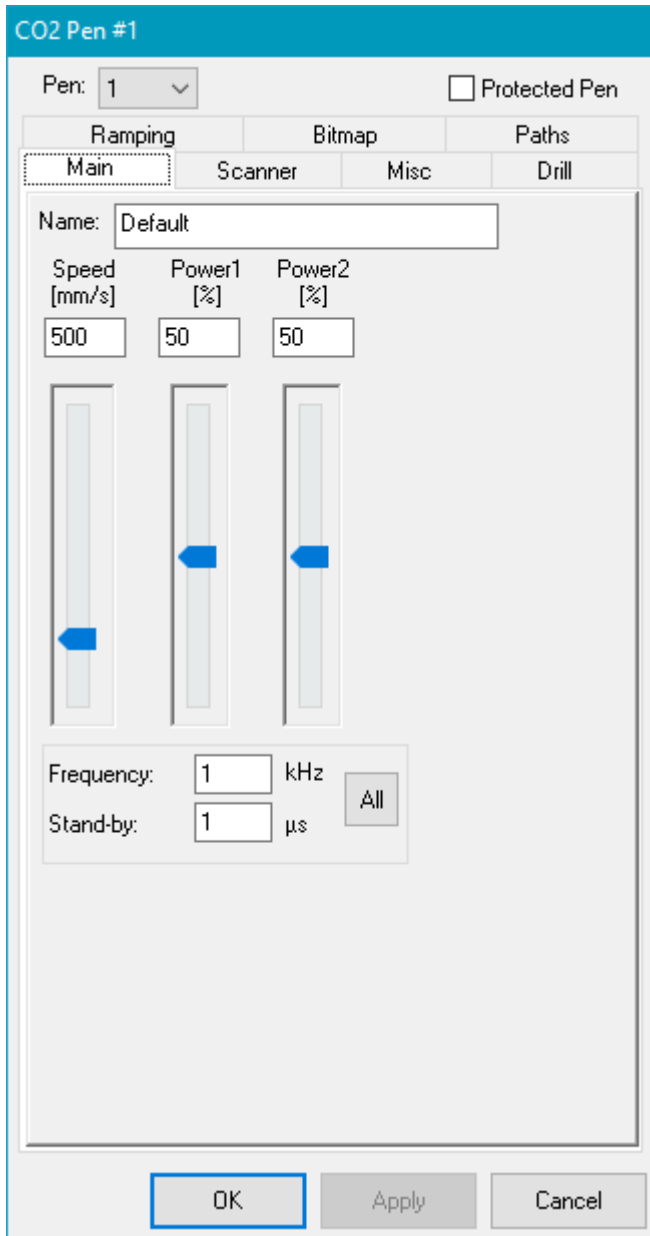 CO2 Pen #1
Pen: 1 Protected Pen
Ramping Bitmap Paths
Main Scanner Misc Drill
Name: Default
Speed Power1 Power2
[mm/s] [%] [%]
500 50 50
Frequency: 1 kHz
All
Stand-by: 1 µs
OK Apply Cancel